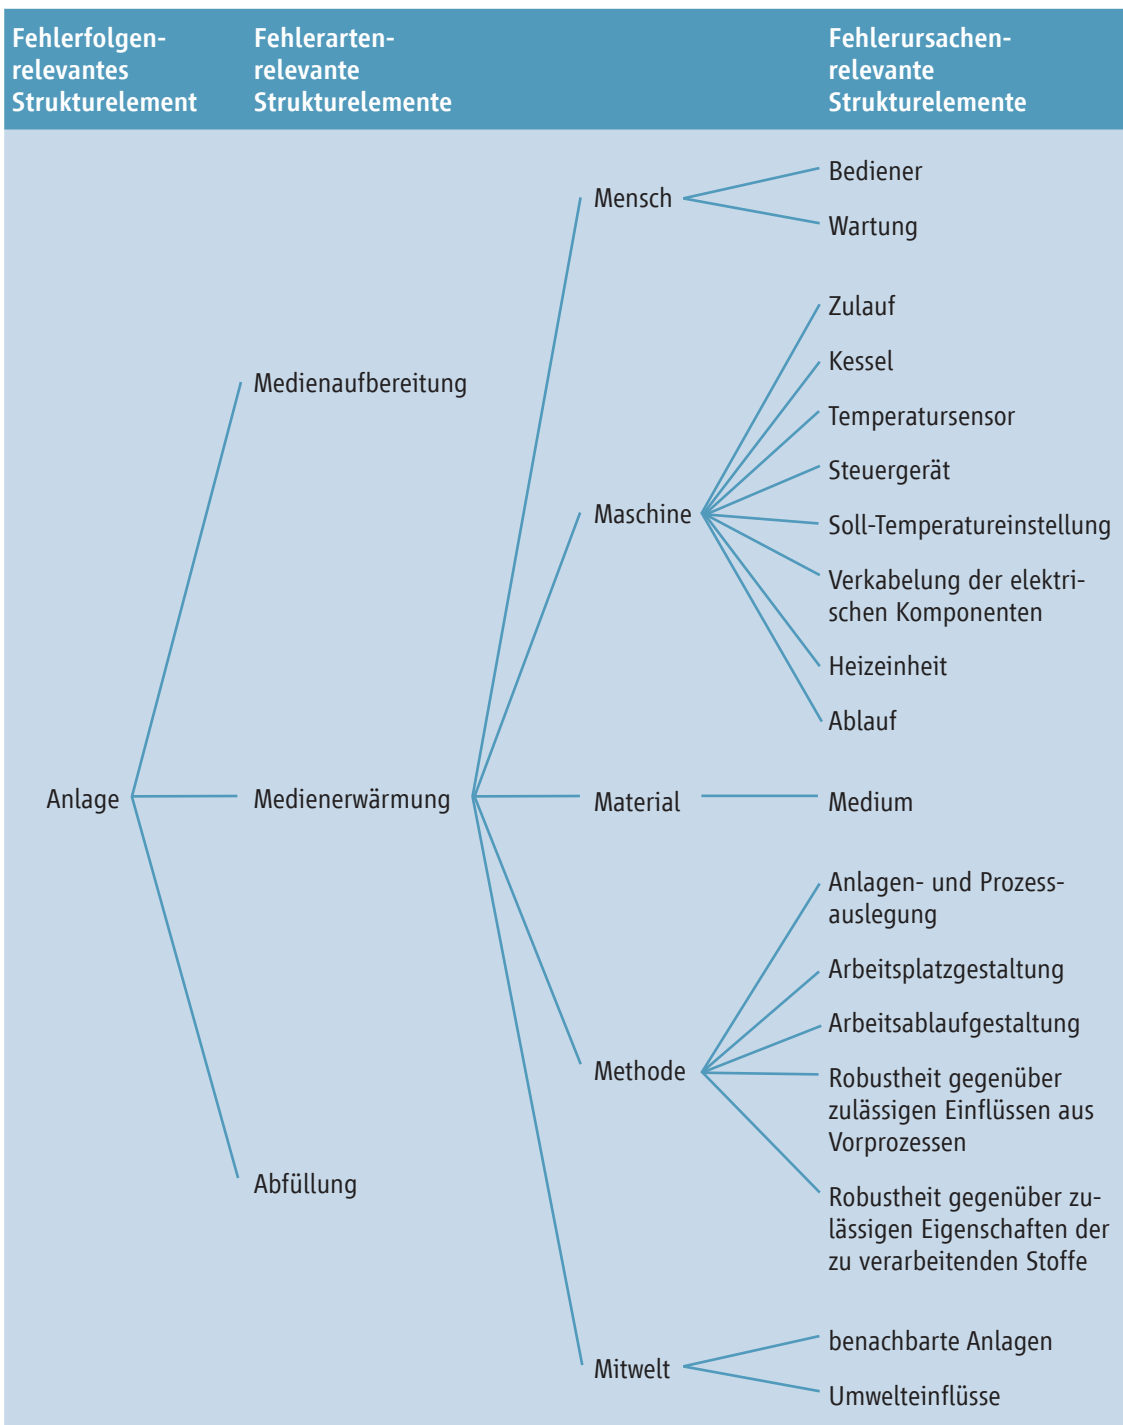 Fehlerfolgen-
relevantes
Strukturelement
Fehlerarten-
relevante
Strukturelemente
Fehlerursachen-
relevante
Strukturelemente
Anlage
Medienaufbereitung
Medienerwärmung
Abfüllung
Mensch
Bediener
Wartung
Maschine
Zulauf
Kessel
Temperatursensor
Steuergerät
Soll-Temperatureinstellung
Verkabelung der elektri-
schen Komponenten
Heizeinheit
Ablauf
Material
Medium
Methode
Anlagen- und Prozess-
auslegung
Arbeitsplatzgestaltung
Arbeitsablaufgestaltung
Robustheit gegenüber
zulässigen Einflüssen aus
Vorprozessen
Robustheit gegenüber zu-
lässigen Eigenschaften der
zu verarbeitenden Stoffe
Mitwelt
benachbarte Anlagen
Umwelteinflüsse